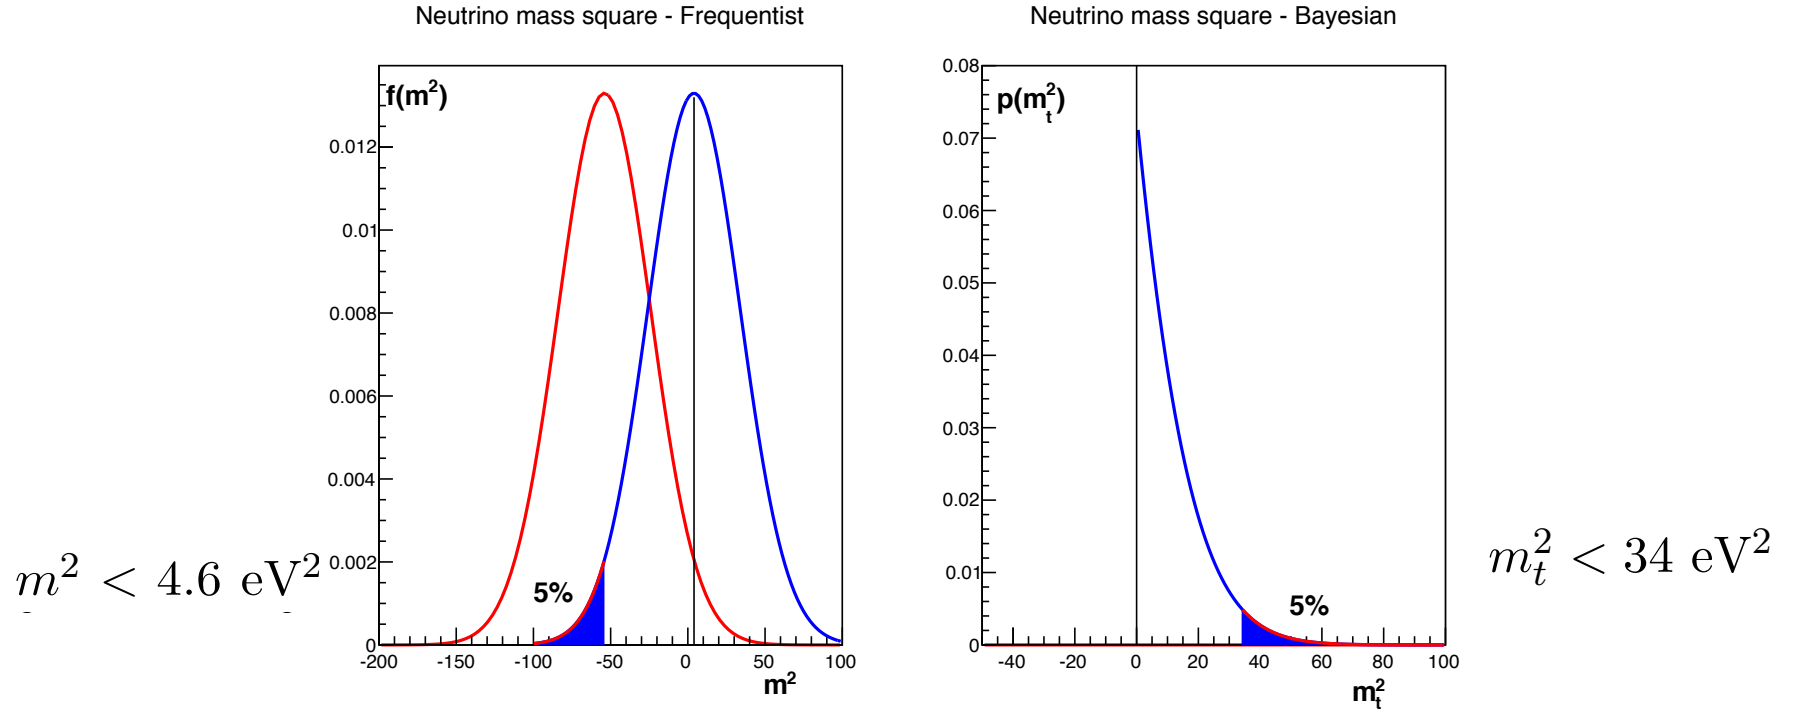 Neutrino mass square - Frequentist
f(m²)
0.012
0.01
0.008
0.006
0.004
0.002
0
5%
-200 -150 -100 -50 0 50 100
m²
m² < 4.6 eV²
Neutrino mass square - Bayesian
0.08
p(m_t²)
0.07
0.06
0.05
0.04
0.03
0.02
0.01
0
5%
-40 -20 0 20 40 60 80 100
m_t²
m_t² < 34 eV²